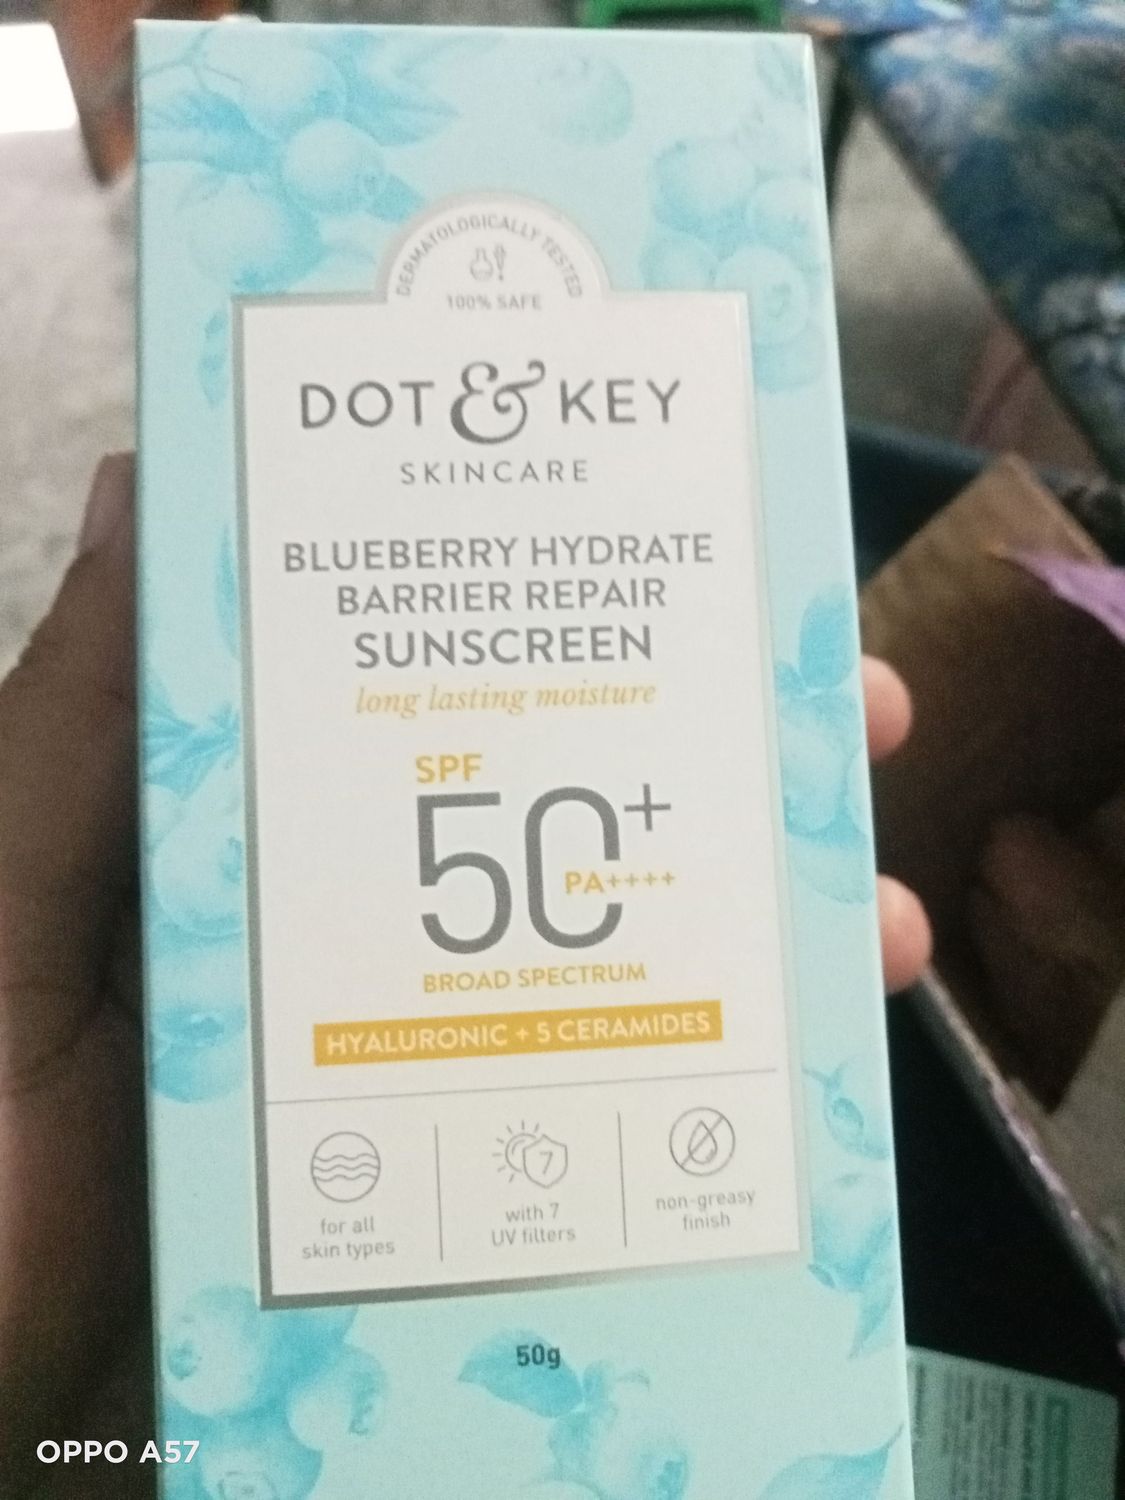 DERMATOLOGICALLY TESTED
100% SAFE
DOT & KEY
SKINCARE
BLUEBERRY HYDRATE
BARRIER REPAIR
SUNSCREEN
long lasting moisture
SPF
50+
PA++++
BROAD SPECTRUM
HYALURONIC + 5 CERAMIDES
for all
skin types
7
with 7
UV filters
non-greasy
finish
50g
OPPO A57